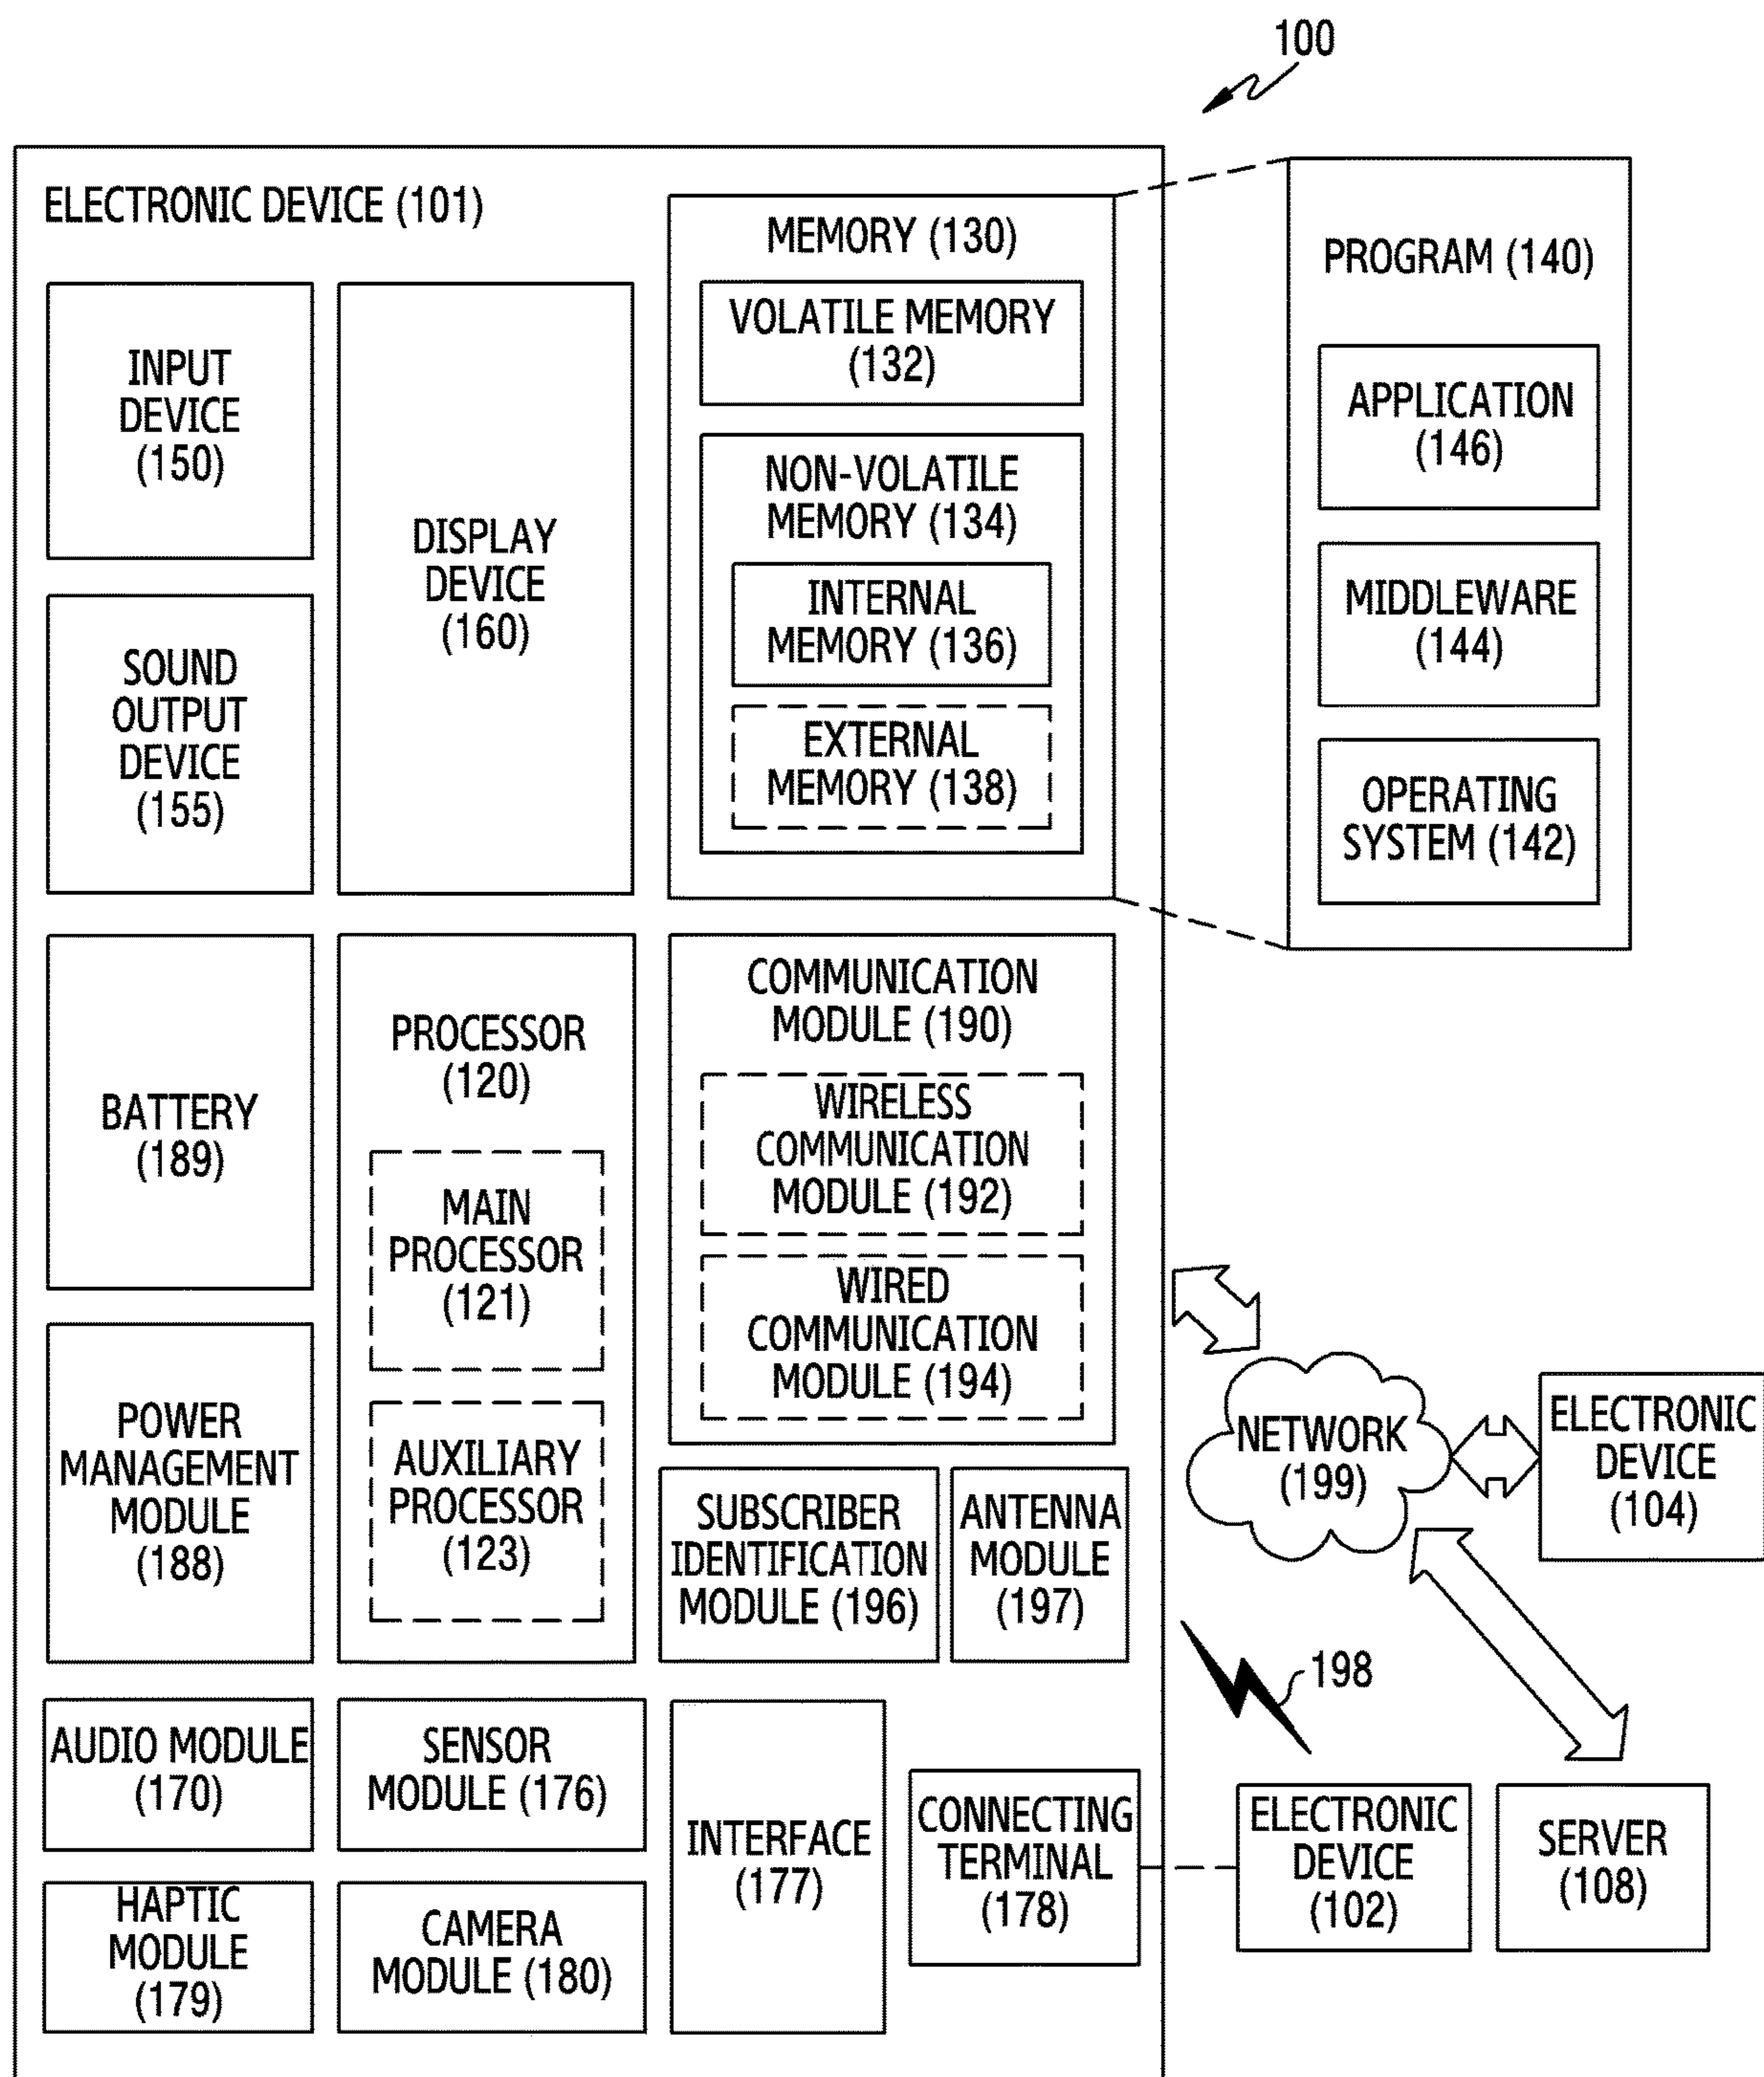 100
ELECTRONIC DEVICE (101)
INPUT
DEVICE
(150)
SOUND
OUTPUT
DEVICE
(155)
DISPLAY
DEVICE
(160)
MEMORY (130)
VOLATILE MEMORY
(132)
NON-VOLATILE
MEMORY (134)
INTERNAL
MEMORY (136)
EXTERNAL
MEMORY (138)
PROGRAM (140)
APPLICATION
(146)
MIDDLEWARE
(144)
OPERATING
SYSTEM (142)
BATTERY
(189)
POWER
MANAGEMENT
MODULE
(188)
PROCESSOR
(120)
MAIN
PROCESSOR
(121)
AUXILIARY
PROCESSOR
(123)
COMMUNICATION
MODULE (190)
WIRELESS
COMMUNICATION
MODULE (192)
WIRED
COMMUNICATION
MODULE (194)
SUBSCRIBER
IDENTIFICATION
MODULE (196)
ANTENNA
MODULE
(197)
NETWORK
(199)
ELECTRONIC
DEVICE
(104)
198
AUDIO MODULE
(170)
SENSOR
MODULE (176)
HAPTIC
MODULE
(179)
CAMERA
MODULE (180)
INTERFACE
(177)
CONNECTING
TERMINAL
(178)
ELECTRONIC
DEVICE
(102)
SERVER
(108)